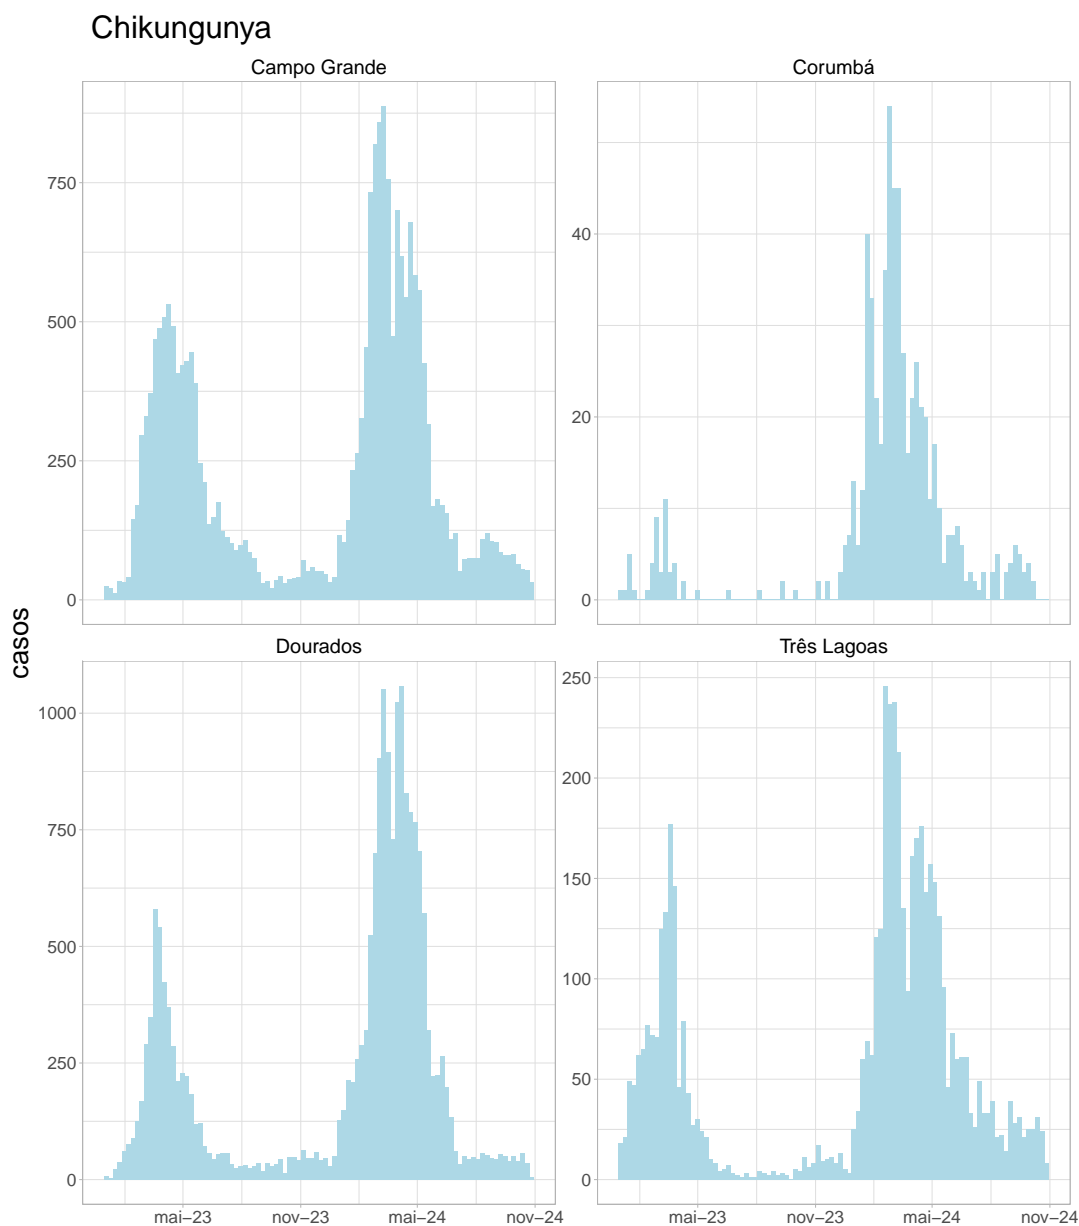 Chikungunya
Campo Grande
Corumbá
750
500
250
0
40
20
0
casos
Dourados
Três Lagoas
1000
750
500
250
0
250
200
150
100
50
0
mai–23
nov–23
mai–24
nov–24
mai–23
nov–23
mai–24
nov–24